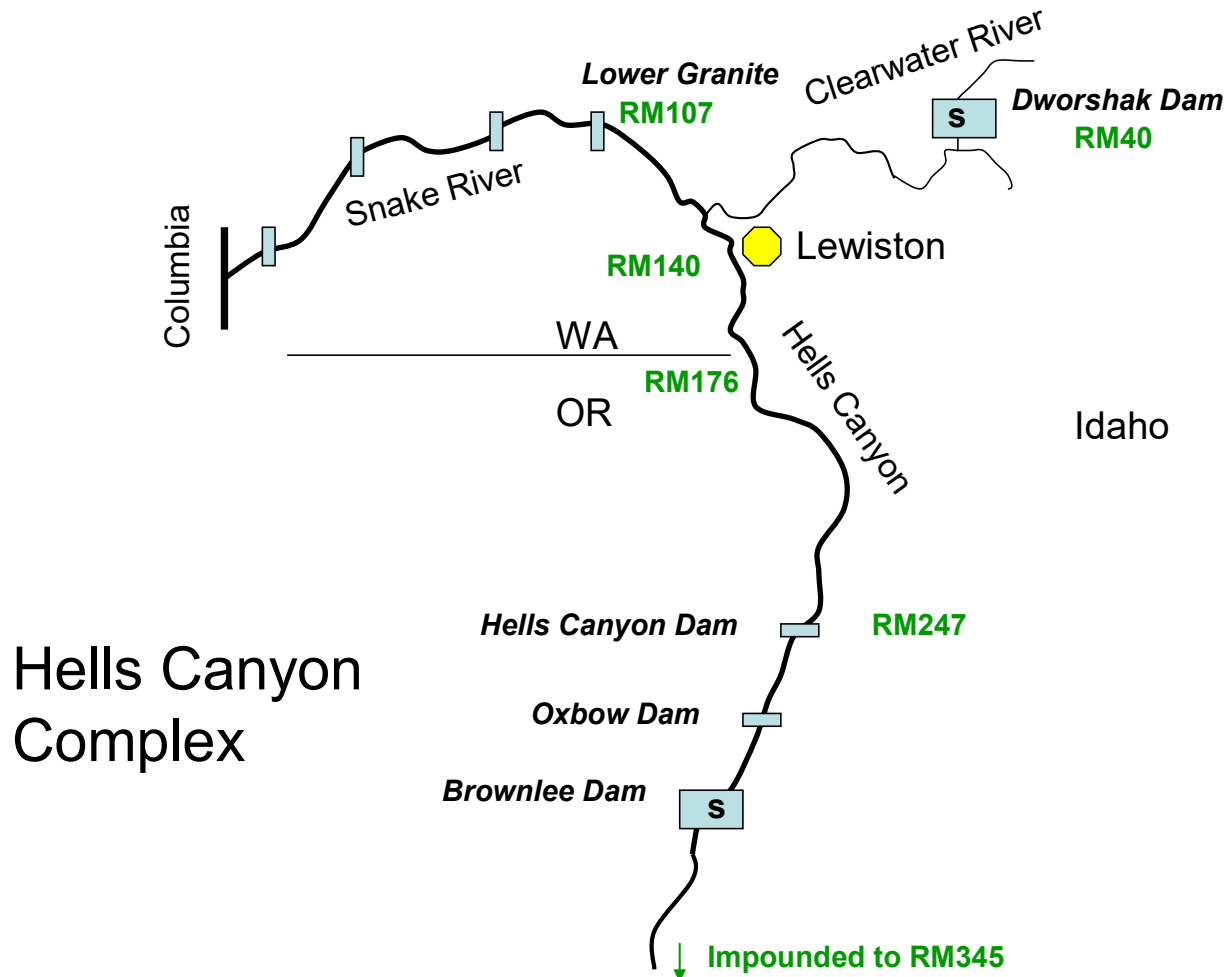 Clearwater River
Lower Granite
RM107
S
Dworshak Dam
RM40
Snake River
Columbia
Lewiston
RM140
WA
Hells Canyon
RM176
OR
Idaho
Hells Canyon Dam
RM247
Hells Canyon
Complex
Oxbow Dam
Brownlee Dam
S
Impounded to RM345